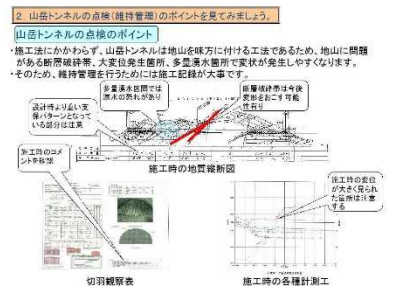 2．山岳トンネルの点検(維持管理)のポイントを見てみましょう。
山岳トンネルの点検のポイント
・施工法にかかわらず、山岳トンネルは地山を味方に付ける工法であるため、地山に問題
がある断層破砕帯、大変位発生箇所、多量湧水箇所で変状が発生しやすくなります。
・そのため、維持管理を行うためには施工記録が大事です。
多量湧水区間では
漏水の恐れがあり
断層破砕帯は今後
変形をおこす可能
性有り
設計時より重い支
保パターンとなって
いる部分は注意
施工時の地質縦断図
施工時のコメ
ントを確認
施工時の変位
が大きく見られ
た箇所は注意
する
切羽観察表
施工時の各種計測工